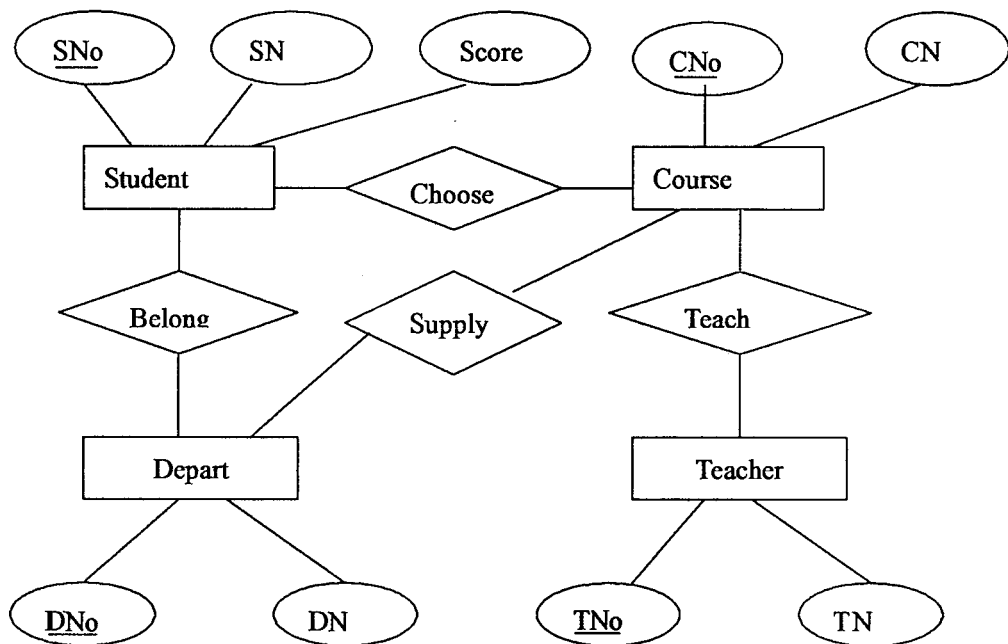 SNo SN Score CNo CN
Student Choose Course
Belong Supply Teach
Depart Teacher
DNo DN TNo TN